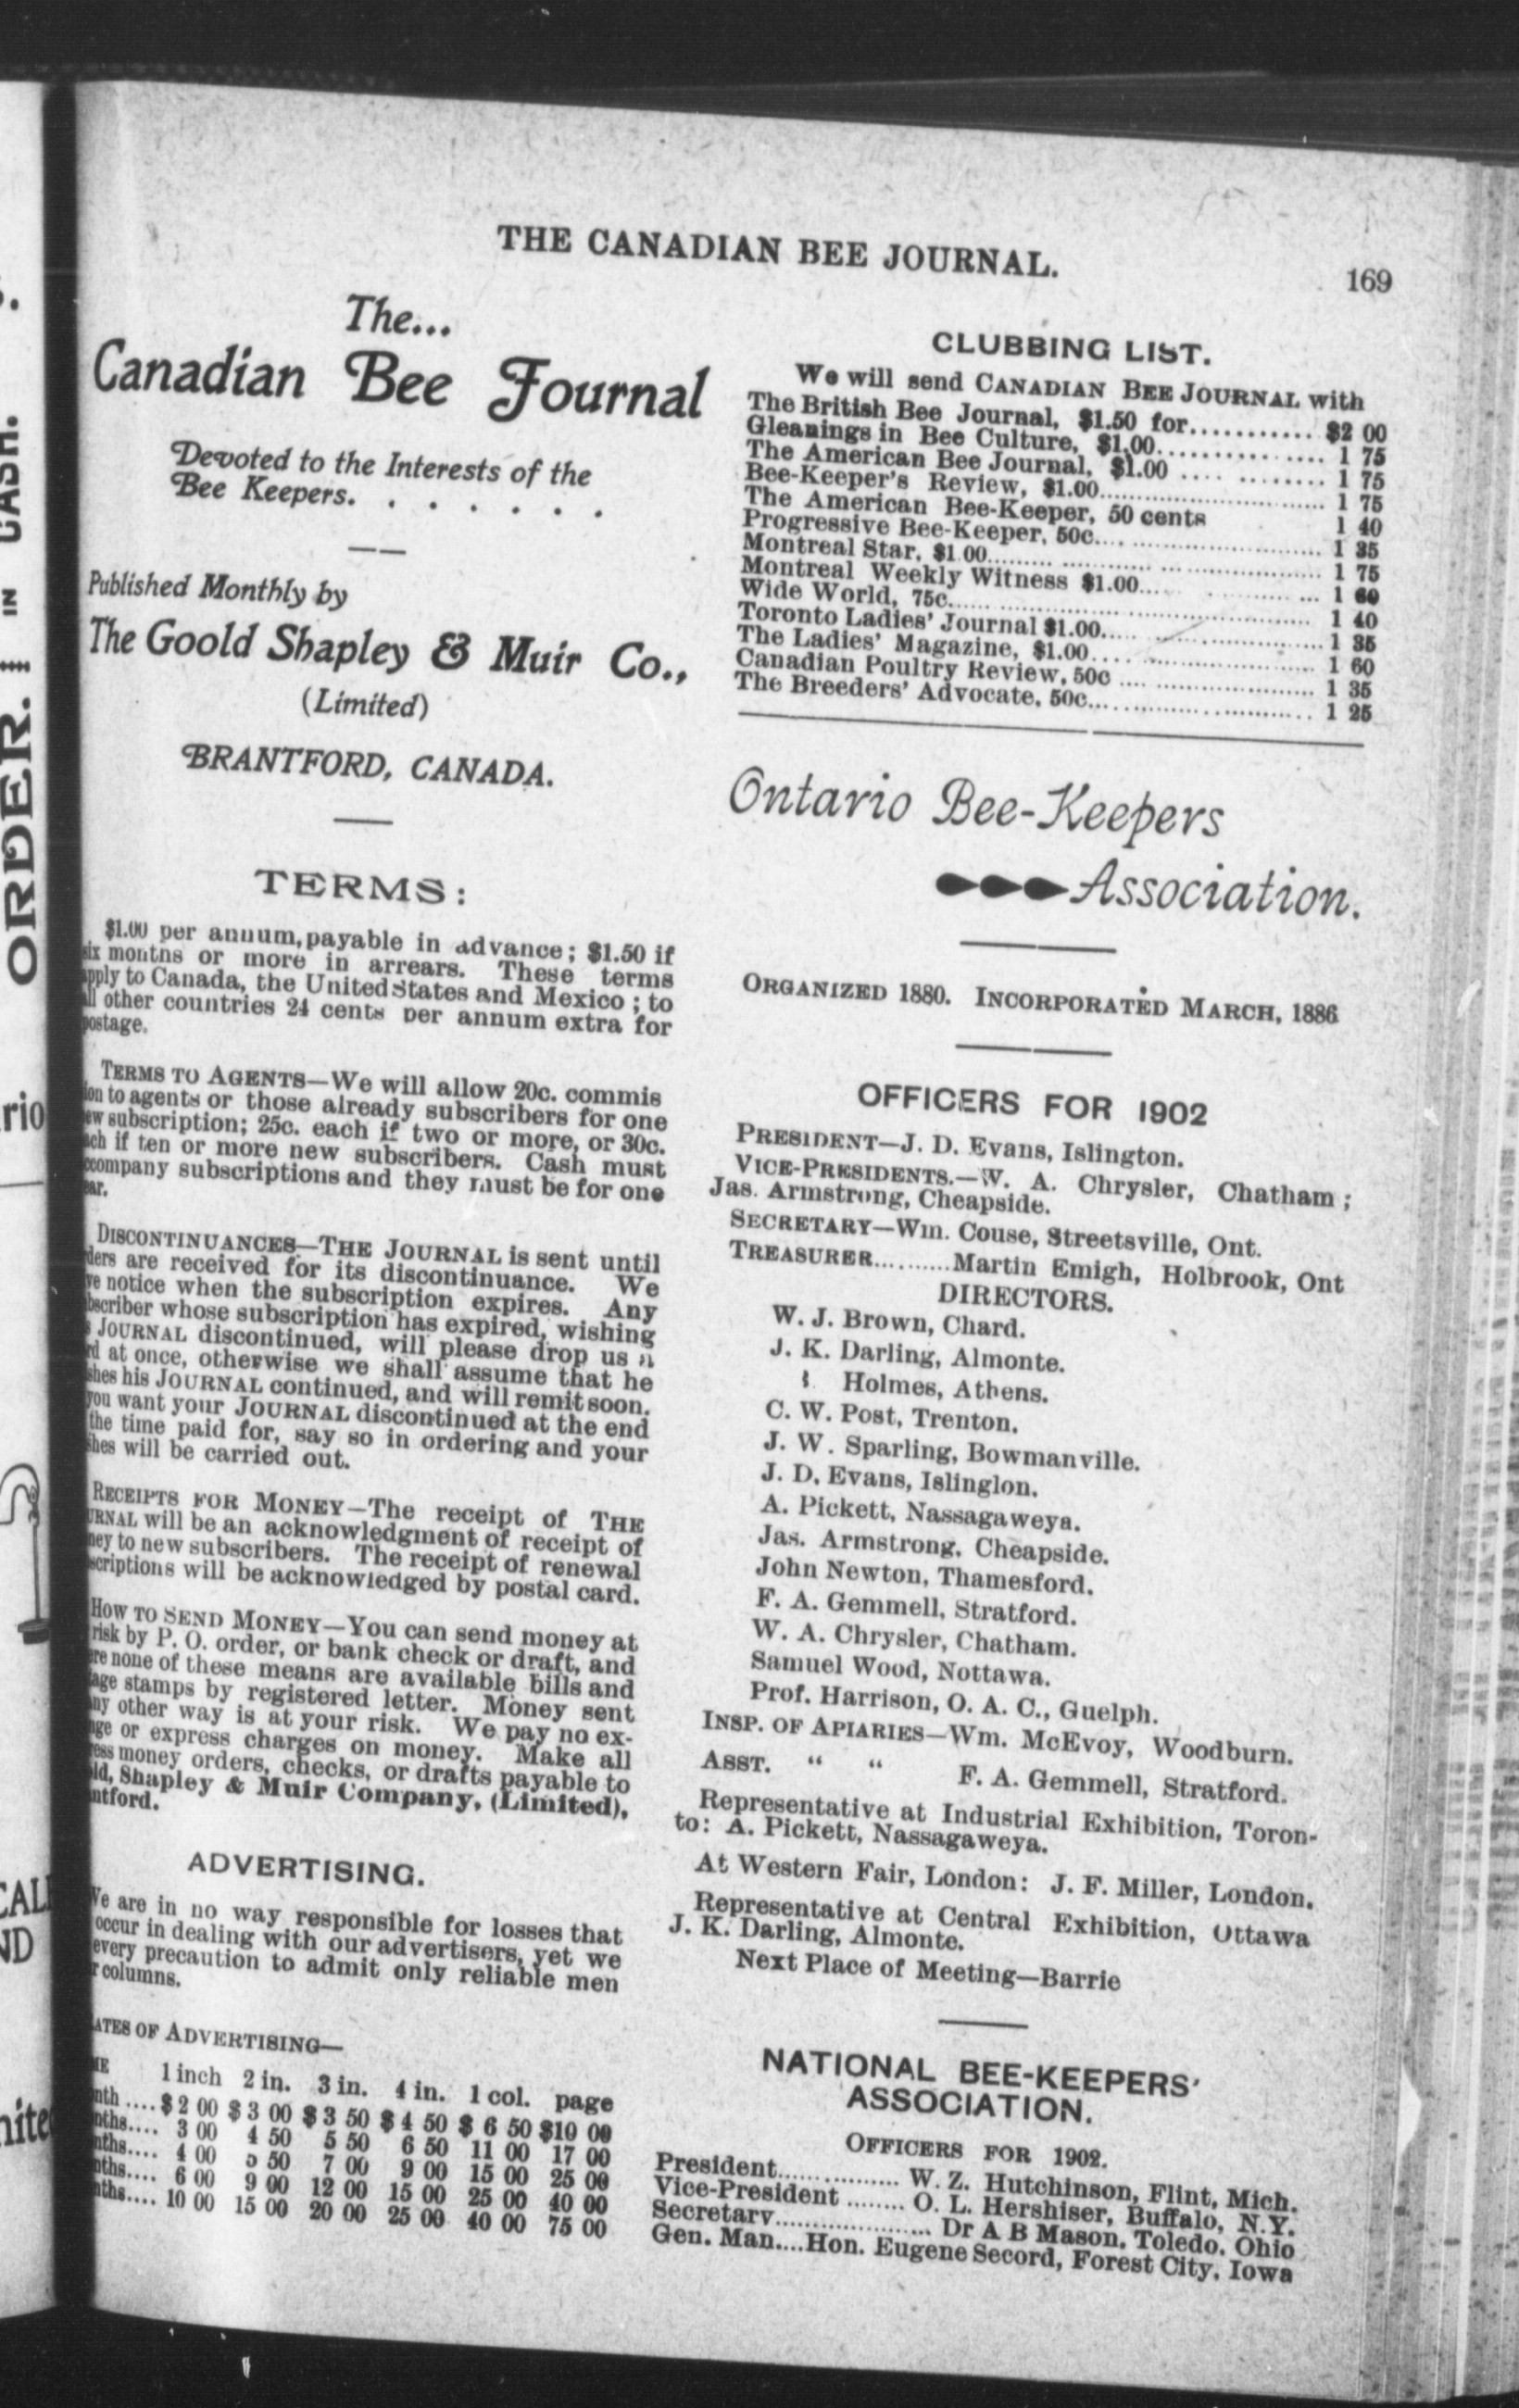 THE CANADIAN BEE JOURNAL.
169
The...
Canadian Bee Journal
Devoted to the Interests of the
Bee Keepers. . . . . . .
Published Monthly by
The Goold Shapley & Muir Co.,
(Limited)
BRANTFORD, CANADA.
TERMS:
$1.00 per annum, payable in advance; $1.50 if
six months or more in arrears. These terms
apply to Canada, the United States and Mexico; to
all other countries 24 cents per annum extra for
postage.
TERMS TO AGENTS—We will allow 20c. commis
ion to agents or those already subscribers for one
ew subscription; 25c. each if two or more, or 30c.
ach if ten or more new subscribers. Cash must
ccompany subscriptions and they must be for one
ear.
DISCONTINUANCES—THE JOURNAL is sent until
ders are received for its discontinuance. We
ve notice when the subscription expires. Any
bscriber whose subscription has expired, wishing
s JOURNAL discontinued, will please drop us a
rd at once, otherwise we shall assume that he
shes his JOURNAL continued, and will remit soon.
you want your JOURNAL discontinued at the end
the time paid for, say so in ordering and your
shes will be carried out.
RECEIPTS FOR MONEY—The receipt of THE
URNAL will be an acknowledgment of receipt of
ney to new subscribers. The receipt of renewal
scriptions will be acknowledged by postal card.
HOW TO SEND MONEY—You can send money at
risk by P. O. order, or bank check or draft, and
ere none of these means are available bills and
age stamps by registered letter. Money sent
ny other way is at your risk. We pay no ex-
nge or express charges on money. Make all
ress money orders, checks, or drafts payable to
ld, Shapley & Muir Company, (Limited),
ntford.
ADVERTISING.
We are in no way responsible for losses that
occur in dealing with our advertisers, yet we
every precaution to admit only reliable men
r columns.
ATES OF ADVERTISING—
ME 1 inch 2 in. 3 in. 4 in. 1 col. page
nth .... $2 00 $3 00 $3 50 $4 50 $6 50 $10 00
nths.... 3 00 4 50 5 50 6 50 11 00 17 00
nths.... 4 00 5 50 7 00 9 00 15 00 25 00
nths.... 6 00 9 00 12 00 15 00 25 00 40 00
nths.... 10 00 15 00 20 00 25 00 40 00 75 00
CLUBBING LIST.
We will send CANADIAN BEE JOURNAL with
The British Bee Journal, $1.50 for............ $2 00
Gleanings in Bee Culture, $1.00................ 1 75
The American Bee Journal, $1.00 .... ........ 1 75
Bee-Keeper's Review, $1.00...................... 1 75
The American Bee-Keeper, 50 cents 1 40
Progressive Bee-Keeper, 50c...................... 1 35
Montreal Star, $1 00................................ 1 75
Montreal Weekly Witness $1.00................ 1 60
Wide World, 75c...................................... 1 40
Toronto Ladies' Journal $1.00.................... 1 35
The Ladies' Magazine, $1.00...................... 1 60
Canadian Poultry Review, 50c .................... 1 35
The Breeders' Advocate, 50c...................... 1 25
Ontario Bee-Keepers
Association.
ORGANIZED 1880. INCORPORATED MARCH, 1886
OFFICERS FOR 1902
PRESIDENT—J. D. Evans, Islington.
VICE-PRESIDENTS.—W. A. Chrysler, Chatham;
Jas. Armstrong, Cheapside.
SECRETARY—Wm. Couse, Streetsville, Ont.
TREASURER..........Martin Emigh, Holbrook, Ont
DIRECTORS.
W. J. Brown, Chard.
J. K. Darling, Almonte.
Holmes, Athens.
C. W. Post, Trenton.
J. W. Sparling, Bowmanville.
J. D. Evans, Islinglon.
A. Pickett, Nassagaweya.
Jas. Armstrong, Cheapside.
John Newton, Thamesford.
F. A. Gemmell, Stratford.
W. A. Chrysler, Chatham.
Samuel Wood, Nottawa.
Prof. Harrison, O. A. C., Guelph.
INSP. OF APIARIES—Wm. McEvoy, Woodburn.
ASST. " " F. A. Gemmell, Stratford.
Representative at Industrial Exhibition, Toron-
to: A. Pickett, Nassagaweya.
At Western Fair, London: J. F. Miller, London.
Representative at Central Exhibition, Ottawa
J. K. Darling, Almonte.
Next Place of Meeting—Barrie
NATIONAL BEE-KEEPERS'
ASSOCIATION.
OFFICERS FOR 1902.
President................ W. Z. Hutchinson, Flint, Mich.
Vice-President ........ O. L. Hershiser, Buffalo, N.Y.
Secretary..................... Dr A B Mason, Toledo, Ohio
Gen. Man....Hon. Eugene Secord, Forest City, Iowa